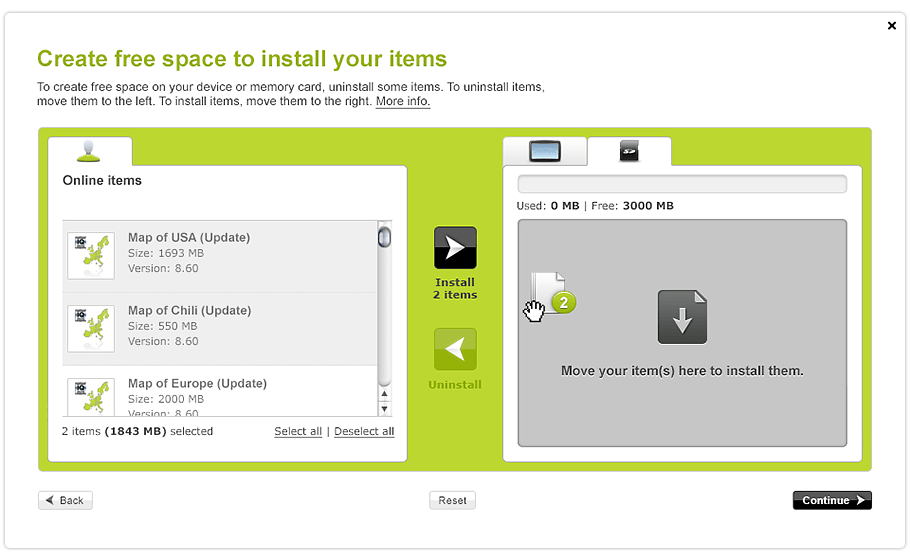 Create free space to install your items
To create free space on your device or memory card, uninstall some items. To uninstall items,
move them to the left. To install items, move them to the right. More info.
Online items
Map of USA (Update)
Size: 1693 MB
Version: 8.60
Map of Chili (Update)
Size: 550 MB
Version: 8.60
Map of Europe (Update)
Size: 2000 MB
Version: 8.60
2 items (1843 MB) selected
Select all | Deselect all
Install
2 items
Uninstall
SD
Used: 0 MB | Free: 3000 MB
2
Move your item(s) here to install them.
Back
Reset
Continue